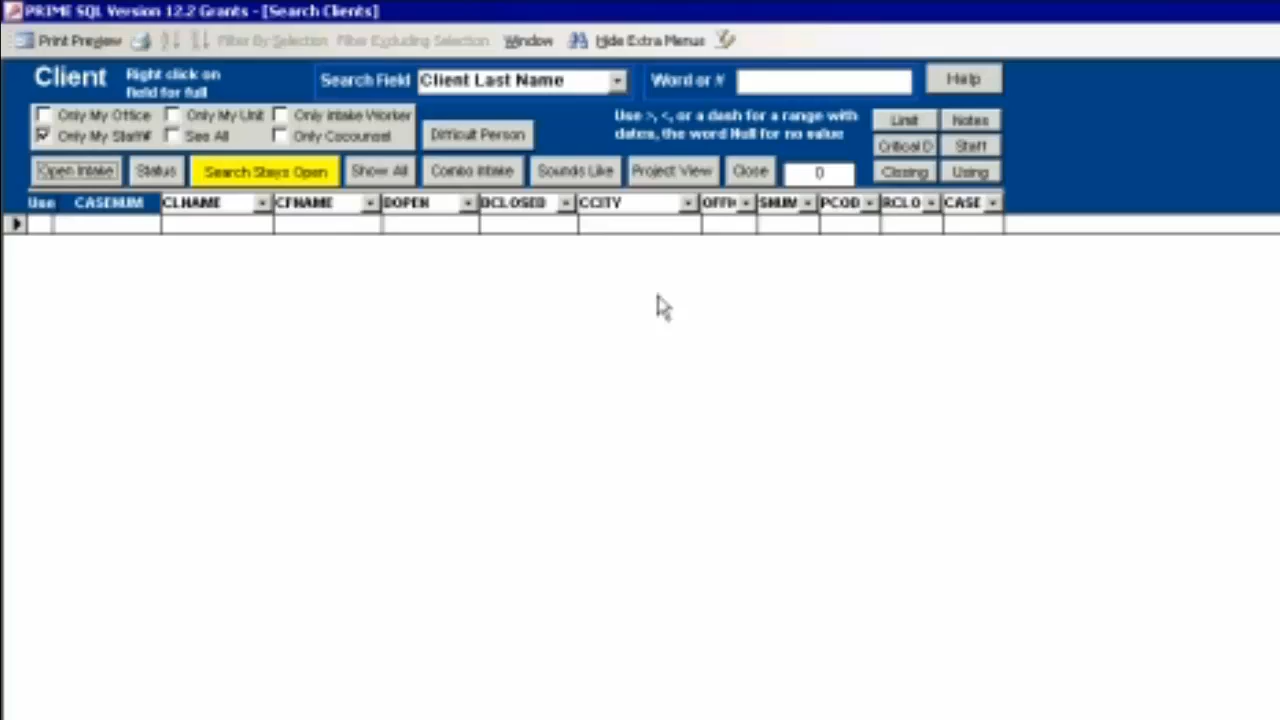 PRIME SQL Version 12.2 Grants - [Search Clients]
Print Preview Filter By Selection Filter Excluding Selection Window Hide Extra Menus
Client Right click on field for full Search Field Client Last Name Word or # Help
Only My Office Only My Unit Only Intake Worker
Only My Staff# See All Only Cocounsel
Difficult Person
Use >, <, or a dash for a range with
dates, the word Null for no value
Limit Notes
Critical D Staff
Open Intake Status Search Stays Open Show All Combo Intake Sounds Like Project View Close 0 Closing Using
Use CASENUM CLNAME CFNAME DOPEN DCLOSED CCITY OFFI SNUM PCOD RCLO CASE